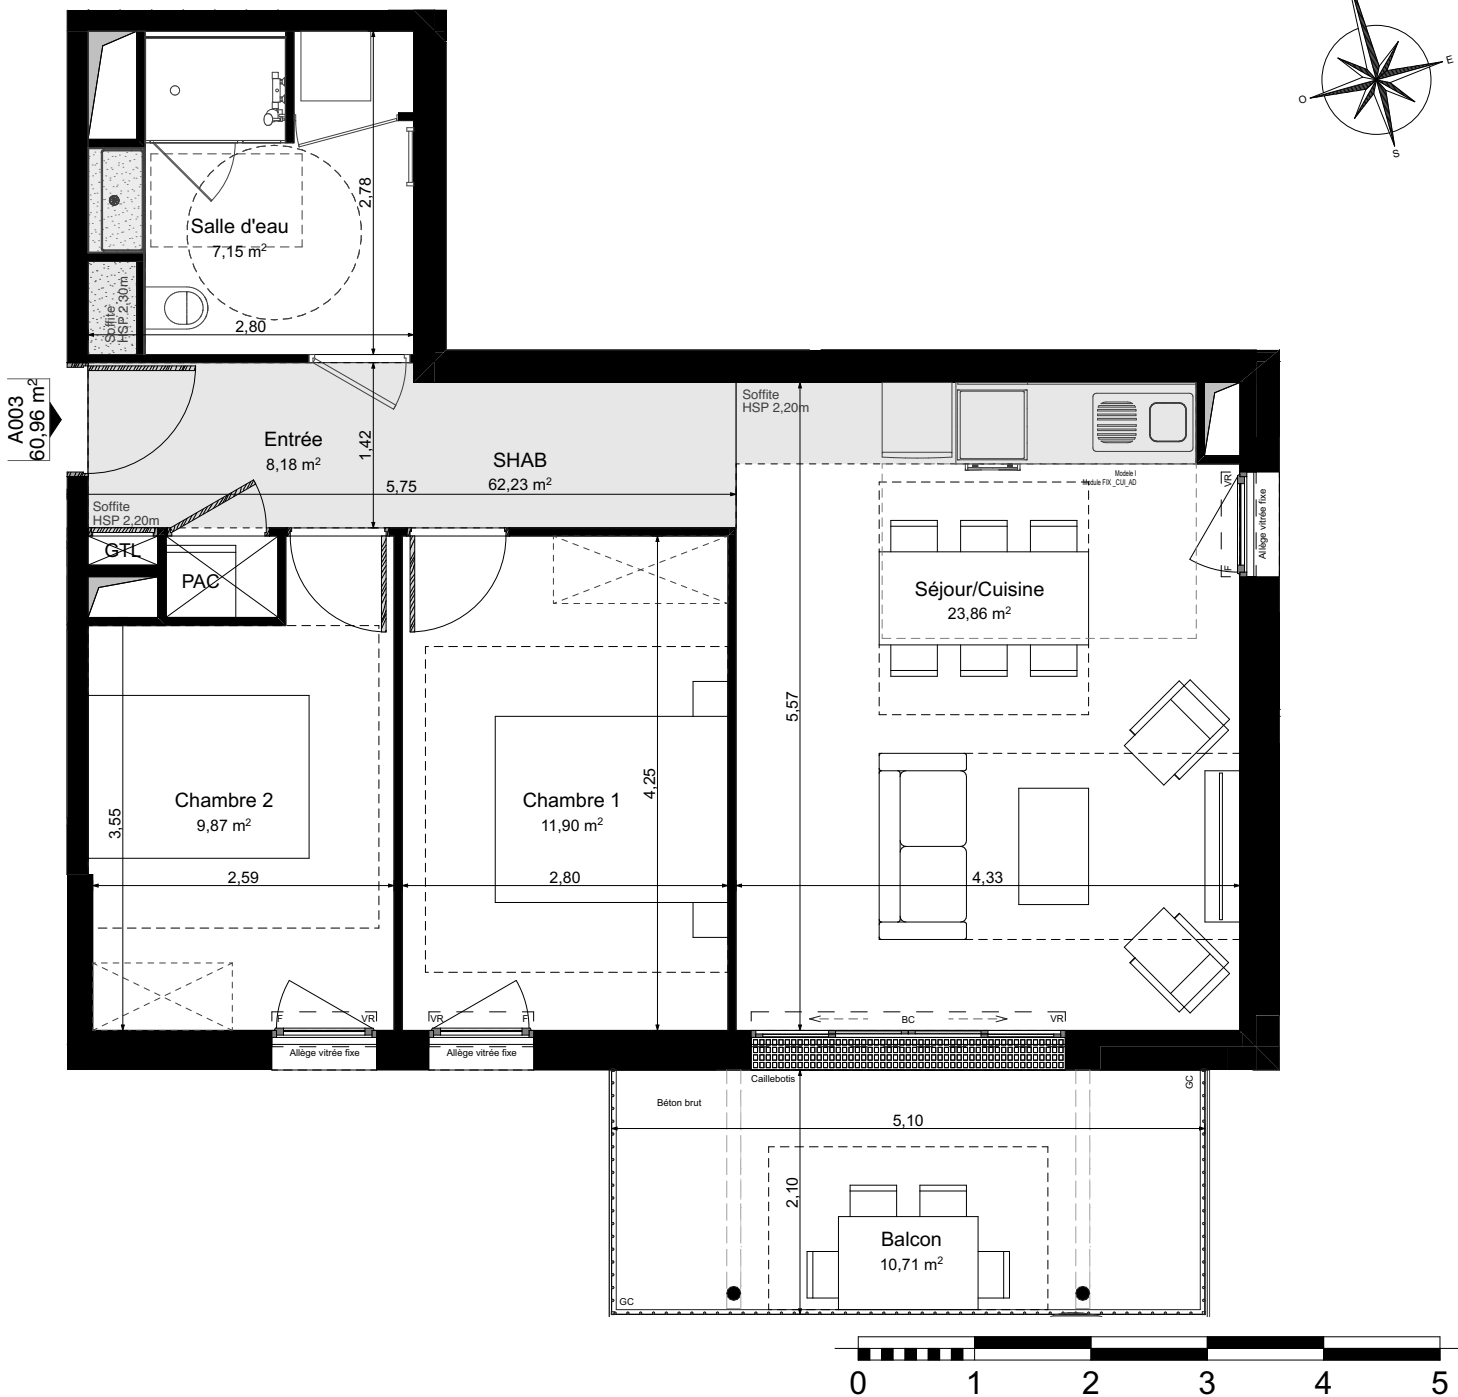 E
O
S
2,78
Salle d'eau
7,15 m²
Soffite
HSP 2,30m
2,80
A003
60,96 m²
Entrée
8,18 m²
1,42
SHAB
62,23 m²
5,75
Soffite
HSP 2,20m
Soffite
HSP 2,20m
Modele I
Module FIX_CUI_AD
VR
F
Allège vitrée fixe
GTL
PAC
Séjour/Cuisine
23,86 m²
5,57
4,25
3,55
Chambre 2
9,87 m²
Chambre 1
11,90 m²
2,59
2,80
4,33
F
VR
VR
F
BC
VR
Allège vitrée fixe
Allège vitrée fixe
Caillebotis
GC
Béton brut
5,10
2,10
Balcon
10,71 m²
GC
0 1 2 3 4 5